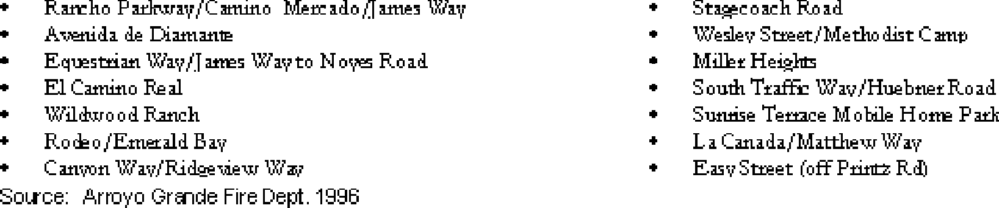 • Rancho Parkway/Camino Mercado/James Way
• Avenida de Diamante
• Equestrian Way/James Way to Noyes Road
• El Camino Real
• Wildwood Ranch
• Rodeo/Emerald Bay
• Canyon Way/Ridgeview Way
• Stagecoach Road
• Wesley Street/Methodist Camp
• Miller Heights
• South Traffic Way/Huebner Road
• Sunrise Terrace Mobile Home Park
• La Canada/Matthew Way
• Easy Street (off Printz Rd)
Source: Arroyo Grande Fire Dept. 1996